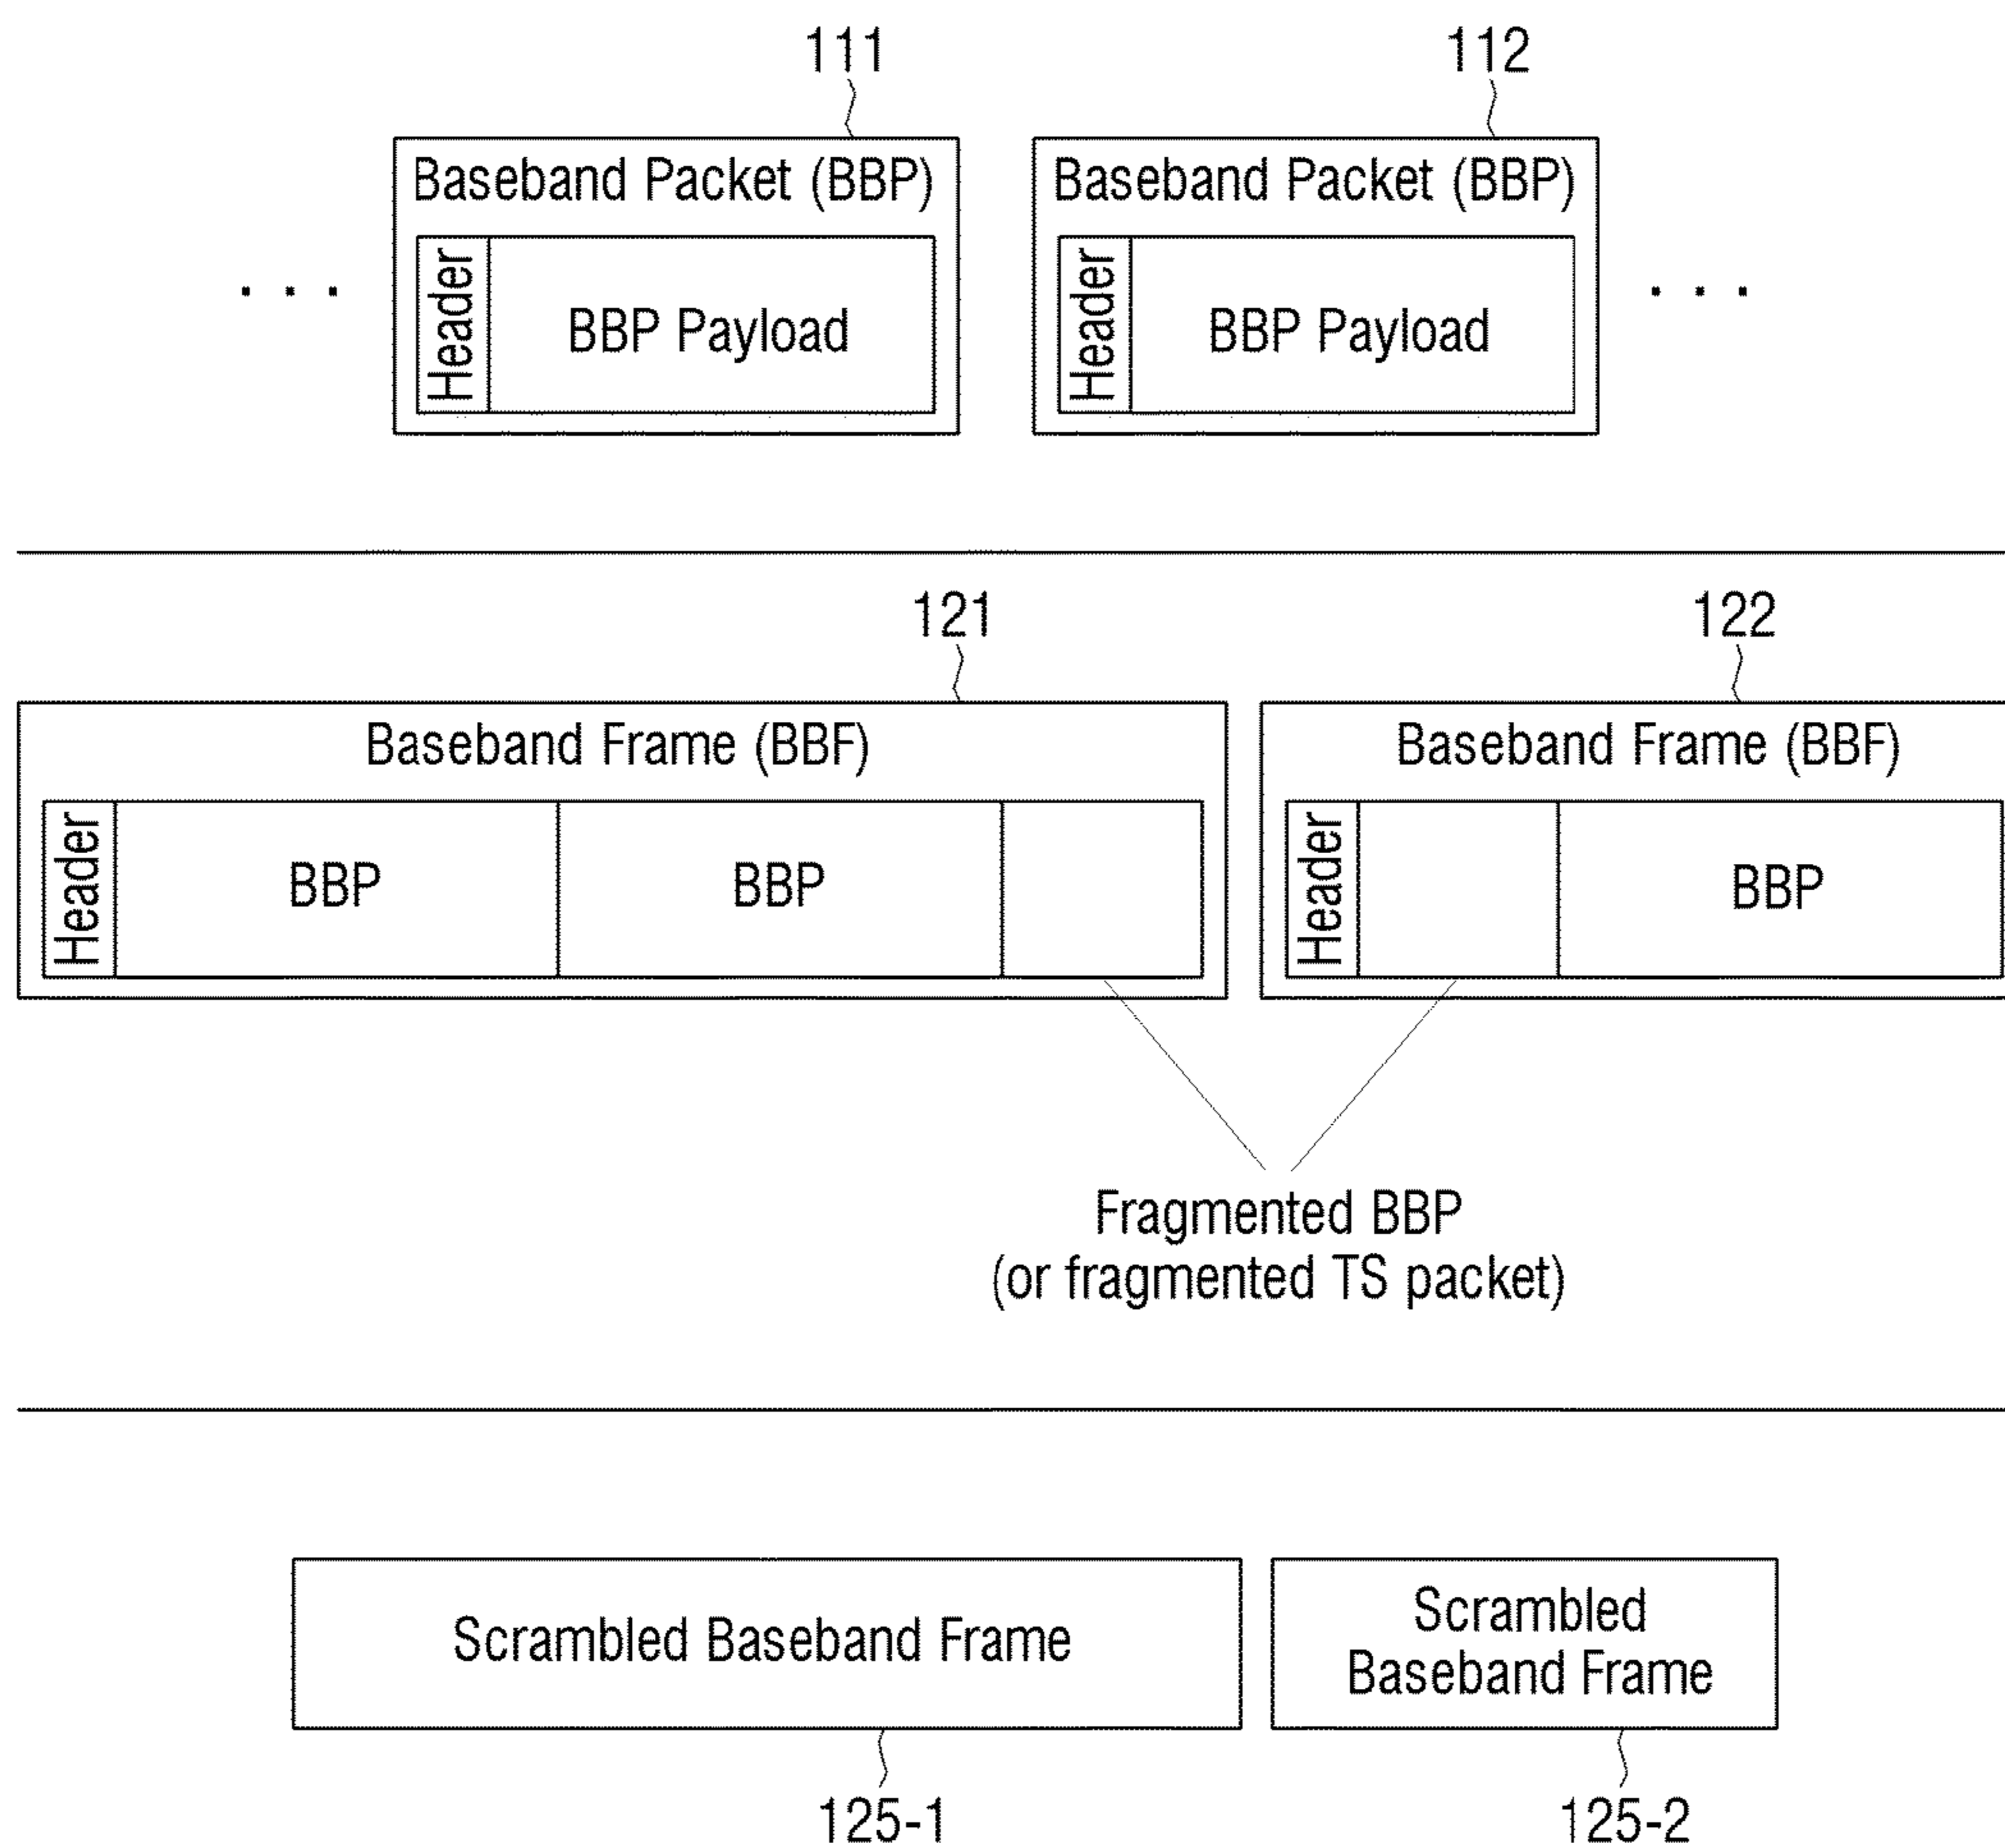 111
112
Baseband Packet (BBP)
Baseband Packet (BBP)
. . .
Header
BBP Payload
Header
BBP Payload
. . .
121
122
Baseband Frame (BBF)
Baseband Frame (BBF)
Header
BBP
BBP
Header
BBP
Fragmented BBP
(or fragmented TS packet)
Scrambled Baseband Frame
Scrambled
Baseband Frame
125-1
125-2